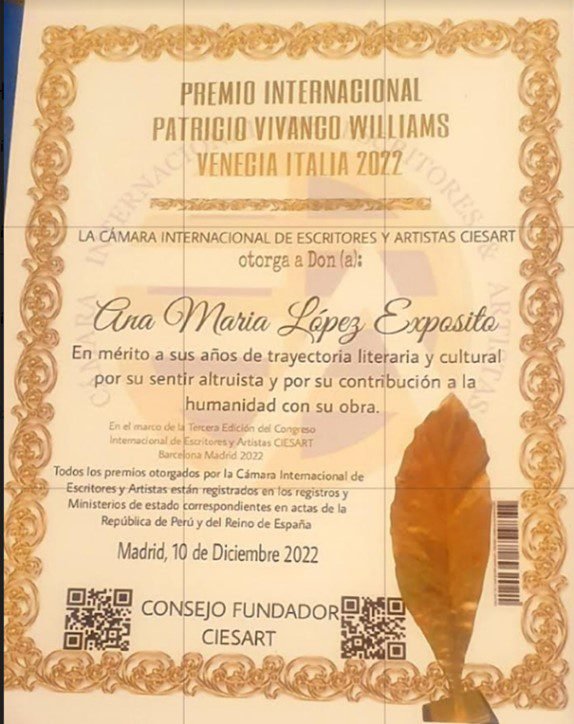 PREMIO INTERNACIONAL
PATRICIO VIVANCO WILLIAMS
VENECIA ITALIA 2022
LA CÁMARA INTERNACIONAL DE ESCRITORES Y ARTISTAS CIESART
otorga a Don (a):
Ana Maria López Exposito
En mérito a sus años de trayectoria literaria y cultural
por su sentir altruista y por su contribución a la
humanidad con su obra.
En el marco de la Tercera Edición del Congreso
Internacional de Escritores y Artistas CIESART
Barcelona Madrid 2022
Todos los premios otorgados por la Cámara Internacional de
Escritores y Artistas están registrados en los registros y
Ministerios de estado correspondientes en actas de la
República de Perú y del Reino de España
Madrid, 10 de Diciembre 2022
CONSEJO FUNDADOR
CIESART
CÁMARA INTERNACIONAL ESCRITORES & ARTISTAS